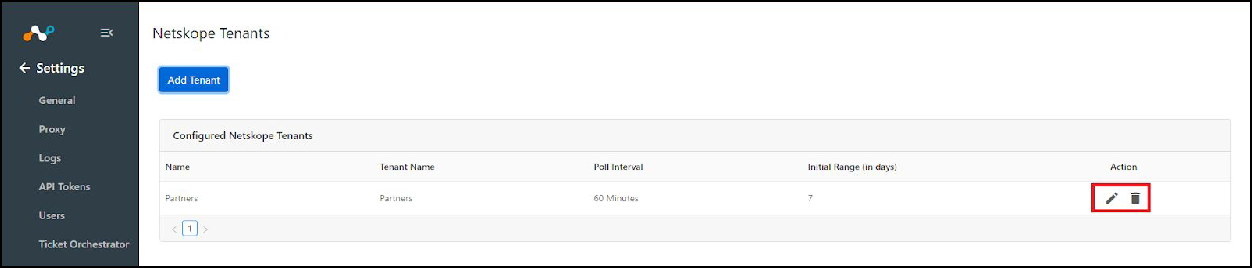 Netskope Tenants
Settings
Add Tenant
General
Proxy
Logs
API Tokens
Users
Ticket Orchestrator
Configured Netskope Tenants
Name Tenant Name Poll Interval Initial Range (in days) Action
Partners Partners 60 Minutes 7
1